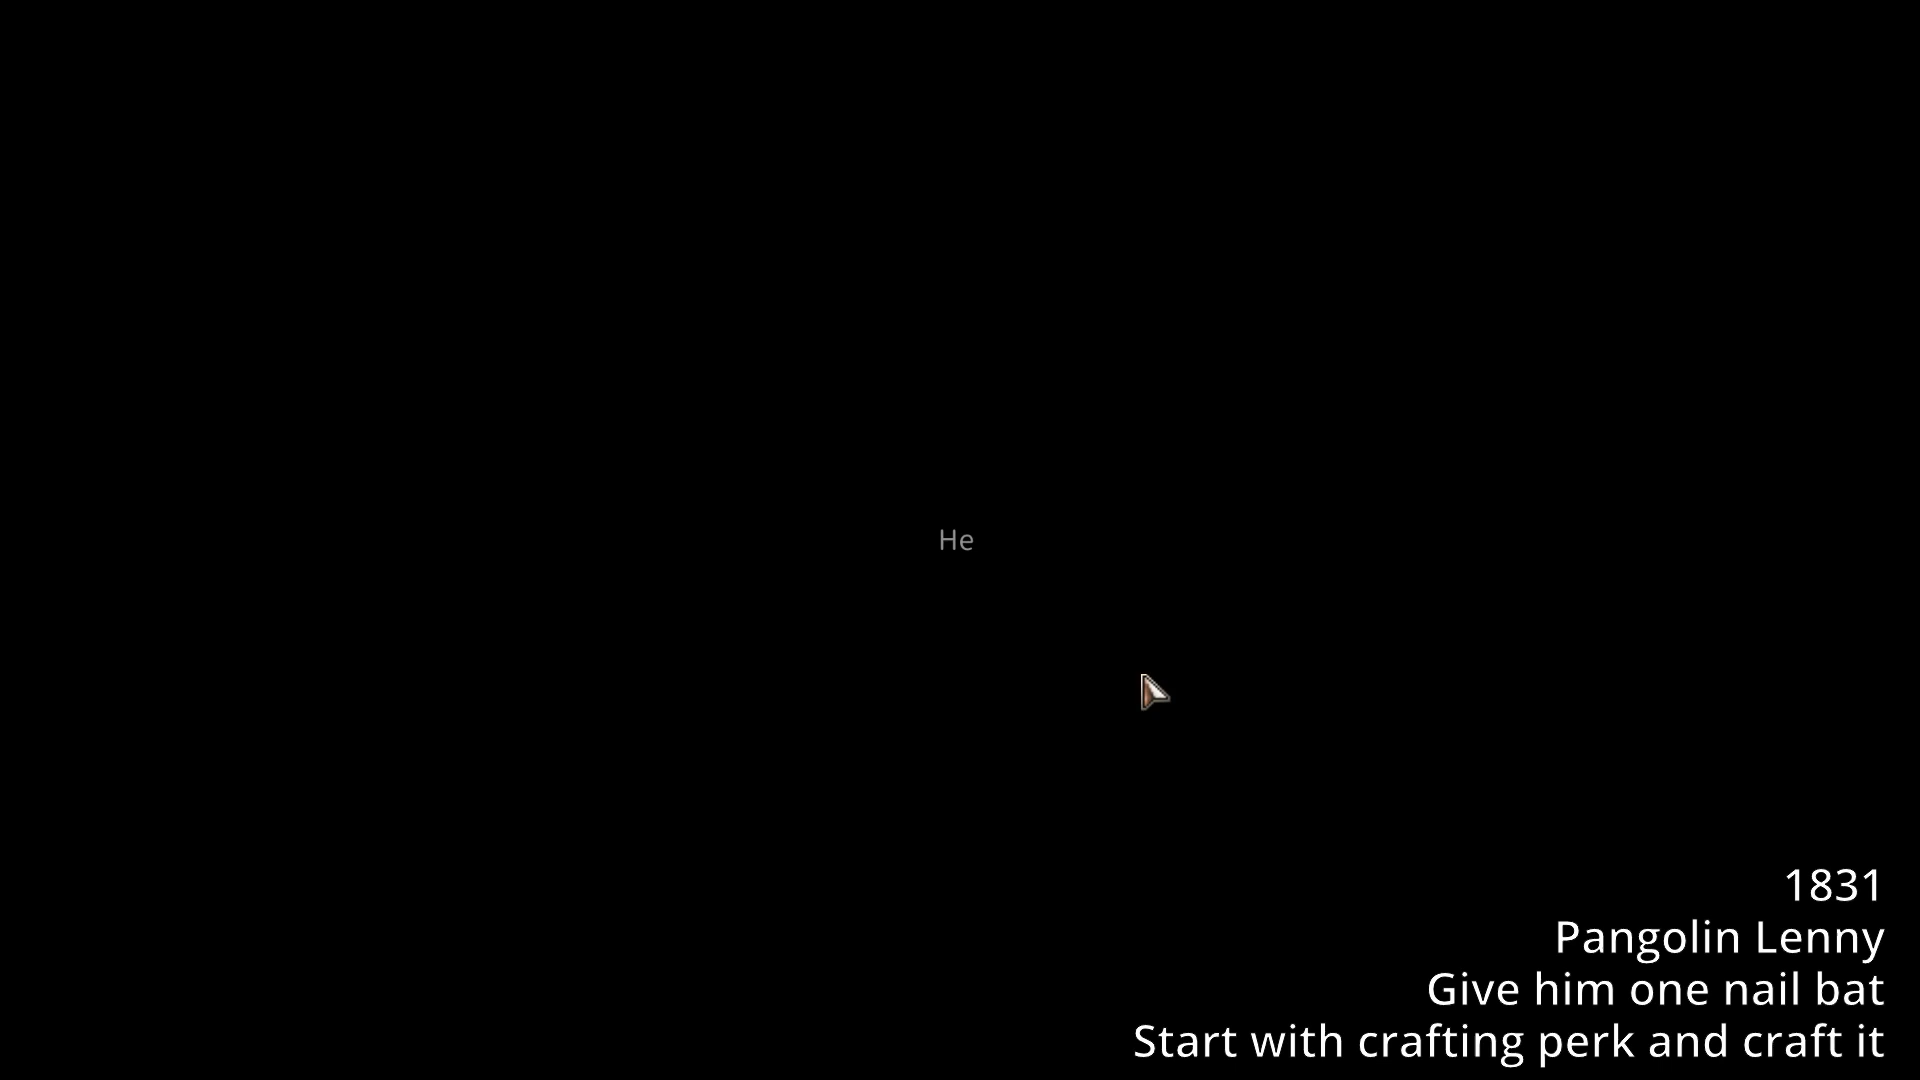 He
1831
Pangolin Lenny
Give him one nail bat
Start with crafting perk and craft it